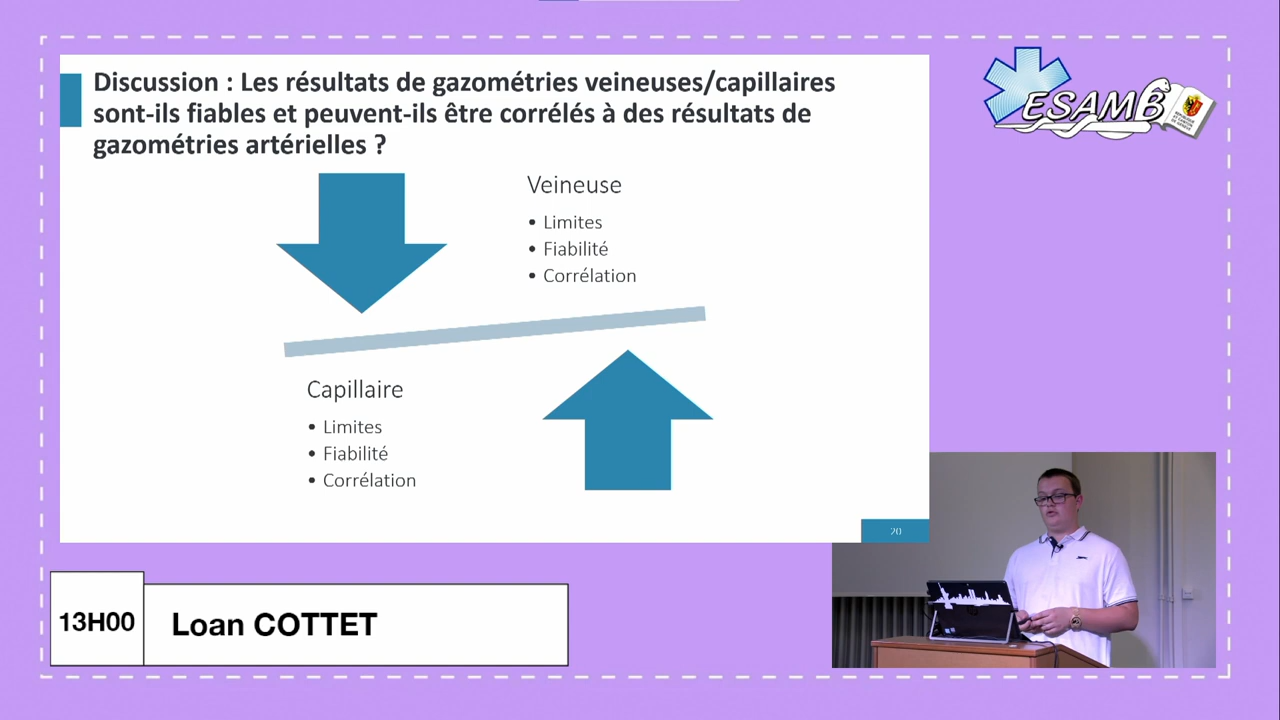 Discussion : Les résultats de gazométries veineuses/capillaires
sont-ils fiables et peuvent-ils être corrélés à des résultats de
gazométries artérielles ?
Veineuse
• Limites
• Fiabilité
• Corrélation
Capillaire
• Limites
• Fiabilité
• Corrélation
20
ESAMB
13H00
Loan COTTET